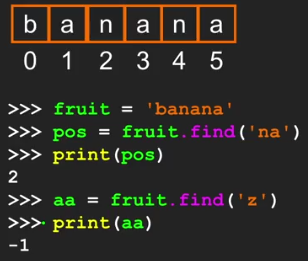 b a n a n a
0 1 2 3 4 5
>>> fruit = 'banana'
>>> pos = fruit.find('na')
>>> print(pos)
2
>>> aa = fruit.find('z')
>>> print(aa)
-1